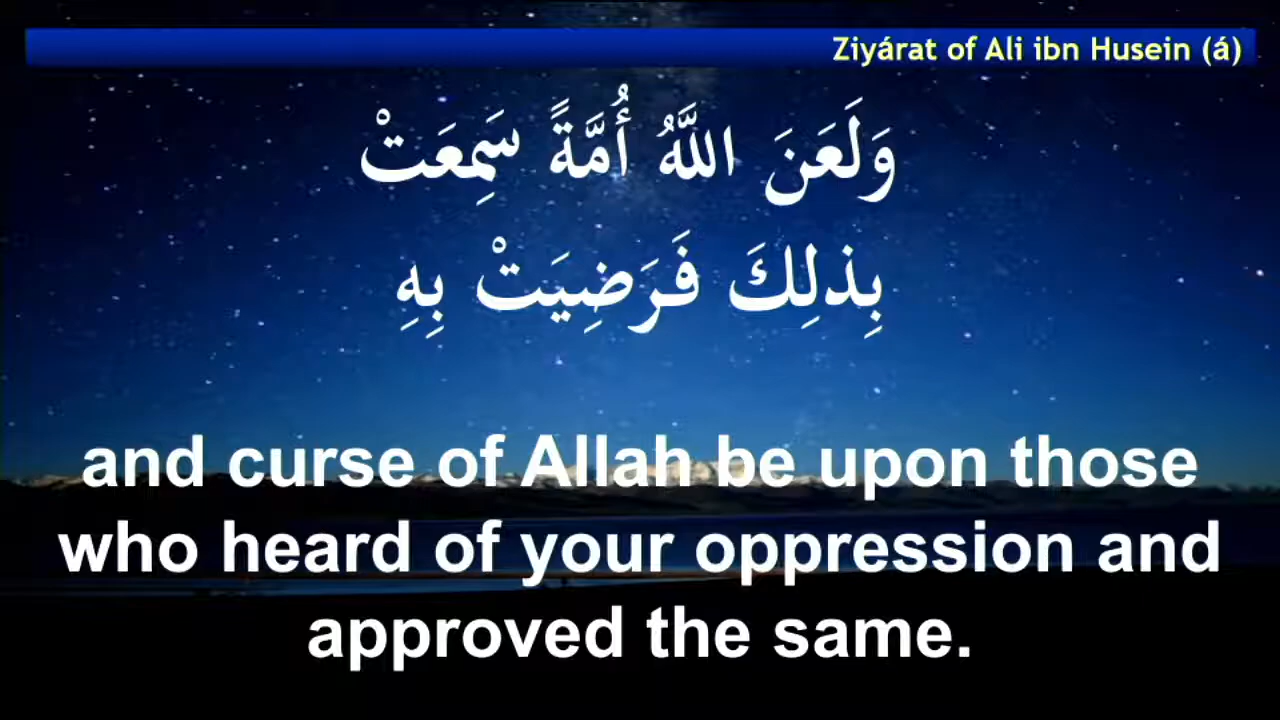 Ziyárat of Ali ibn Husein (á)
وَلَعَنَ اللَّهُ أُمَّةً سَمِعَتْ
بِذلِكَ فَرَضِيَتْ بِهِ
and curse of Allah be upon those
who heard of your oppression and
approved the same.